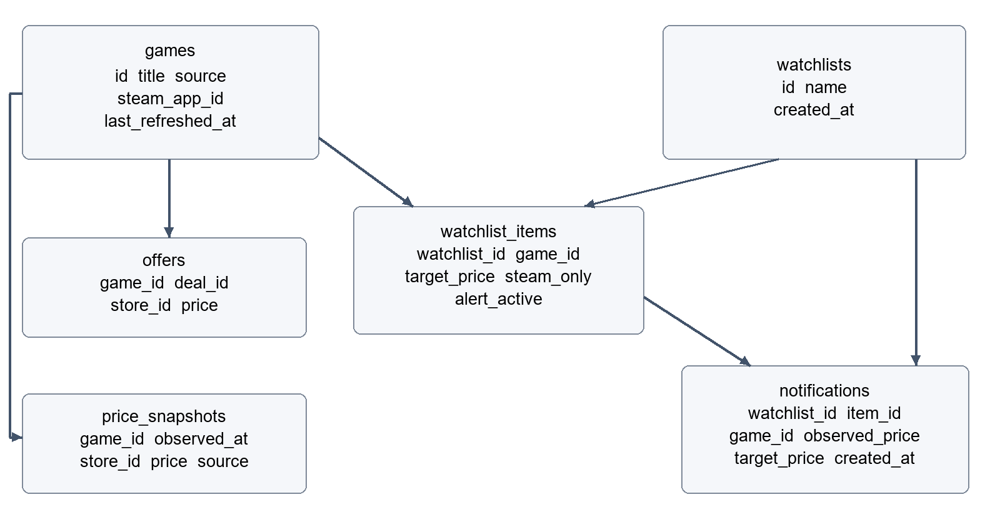 games
id title source
steam_app_id
last_refreshed_at
watchlists
id name
created_at
offers
game_id deal_id
store_id price
watchlist_items
watchlist_id game_id
target_price steam_only
alert_active
price_snapshots
game_id observed_at
store_id price source
notifications
watchlist_id item_id
game_id observed_price
target_price created_at